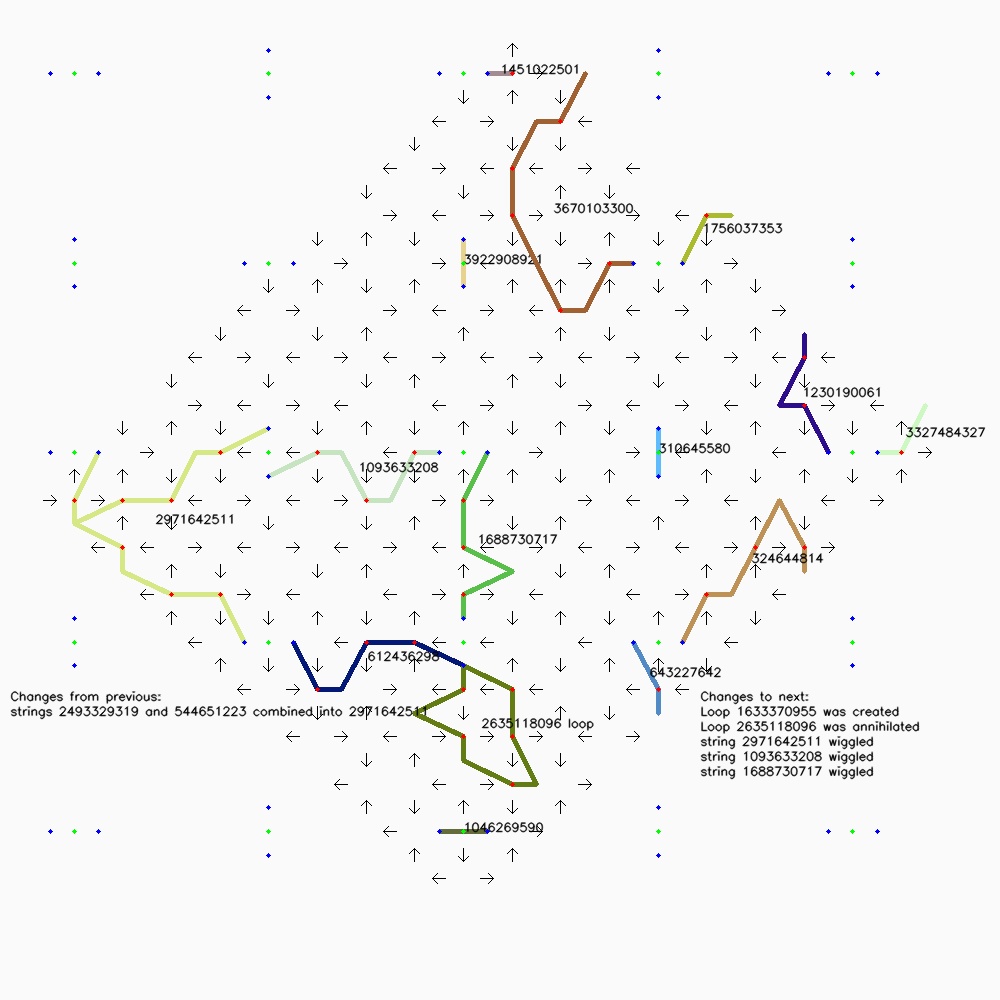 1451022501
3670103300
1756037353
3922908921
1230190061
3327484327
310645580
1093633208
2971642511
1688730717
324644814
612436298
643227642
Changes from previous:
strings 2493329319 and 544651223 combined into 2971642511
Changes to next:
Loop 1633370955 was created
Loop 2635118096 was annihilated
string 2971642511 wiggled
string 1093633208 wiggled
string 1688730717 wiggled
2635118096 loop
1046269590